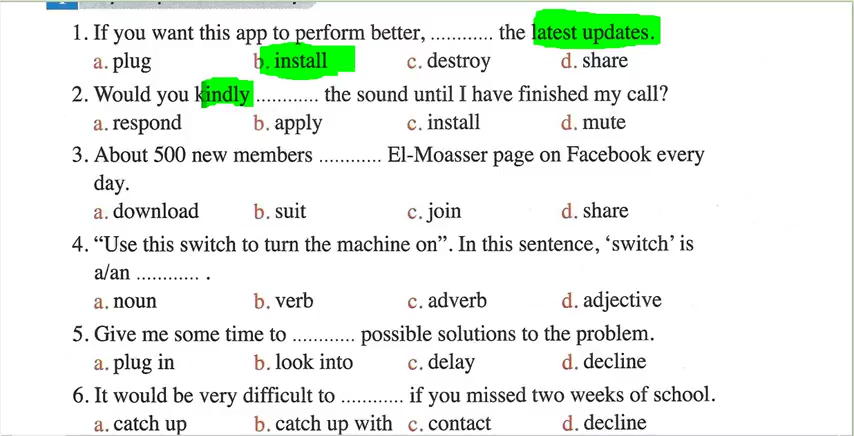 1. If you want this app to perform better, ............ the latest updates.
a. plug b. install c. destroy d. share
2. Would you kindly ............ the sound until I have finished my call?
a. respond b. apply c. install d. mute
3. About 500 new members ............ El-Moasser page on Facebook every
day.
a. download b. suit c. join d. share
4. “Use this switch to turn the machine on”. In this sentence, ‘switch’ is
a/an ............ .
a. noun b. verb c. adverb d. adjective
5. Give me some time to ............ possible solutions to the problem.
a. plug in b. look into c. delay d. decline
6. It would be very difficult to ............ if you missed two weeks of school.
a. catch up b. catch up with c. contact d. decline